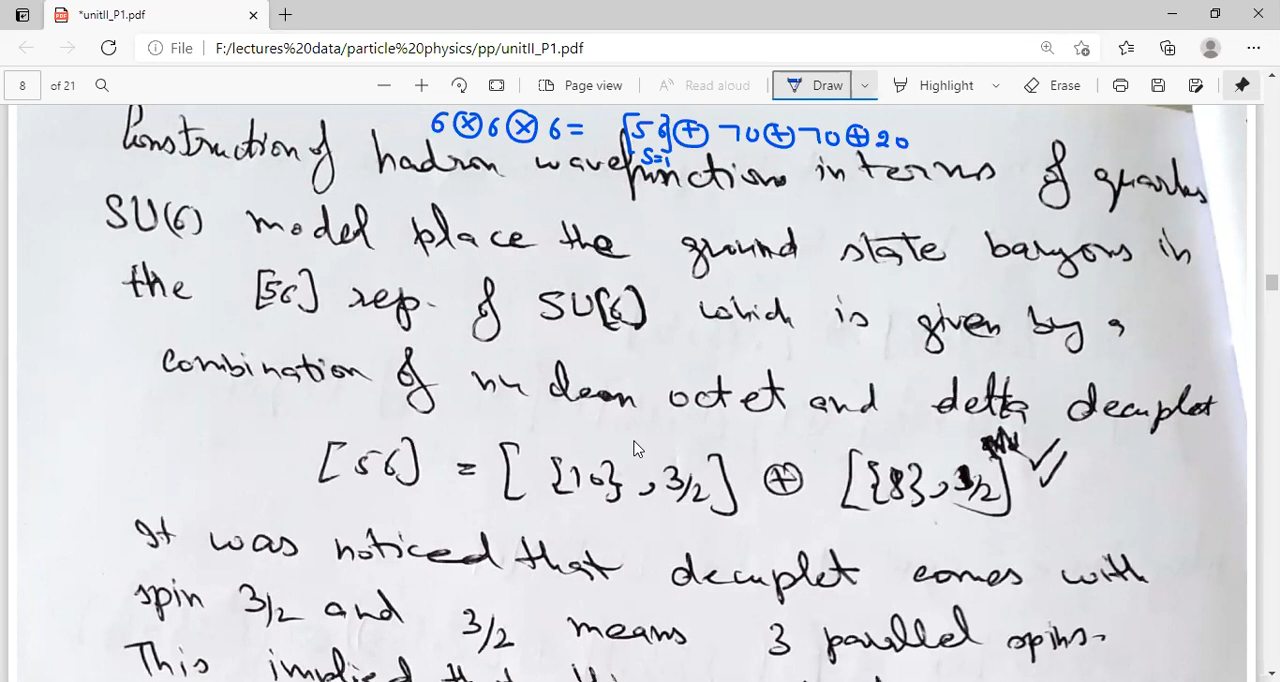 *unitII_P1.pdf
File F:/lectures%20data/particle%20physics/pp/unitII_P1.pdf
8 of 21 Page view Read aloud Draw Highlight Erase
6 ⊗ 6 ⊗ 6 = [56] ⊕ 70 ⊕ 70 ⊕ 20
Construction of hadron wavefunctions in terms of quarks
SU(6) model place the ground state baryons in
the [56] rep. of SU[6] which is given by a
combination of octet and delta decuplet
[56] = [{10}, 3/2] ⊕ [{8}, 1/2]
It was noticed that decuplet comes with
spin 3/2 and 3/2 means 3 parallel spins.
This implied that